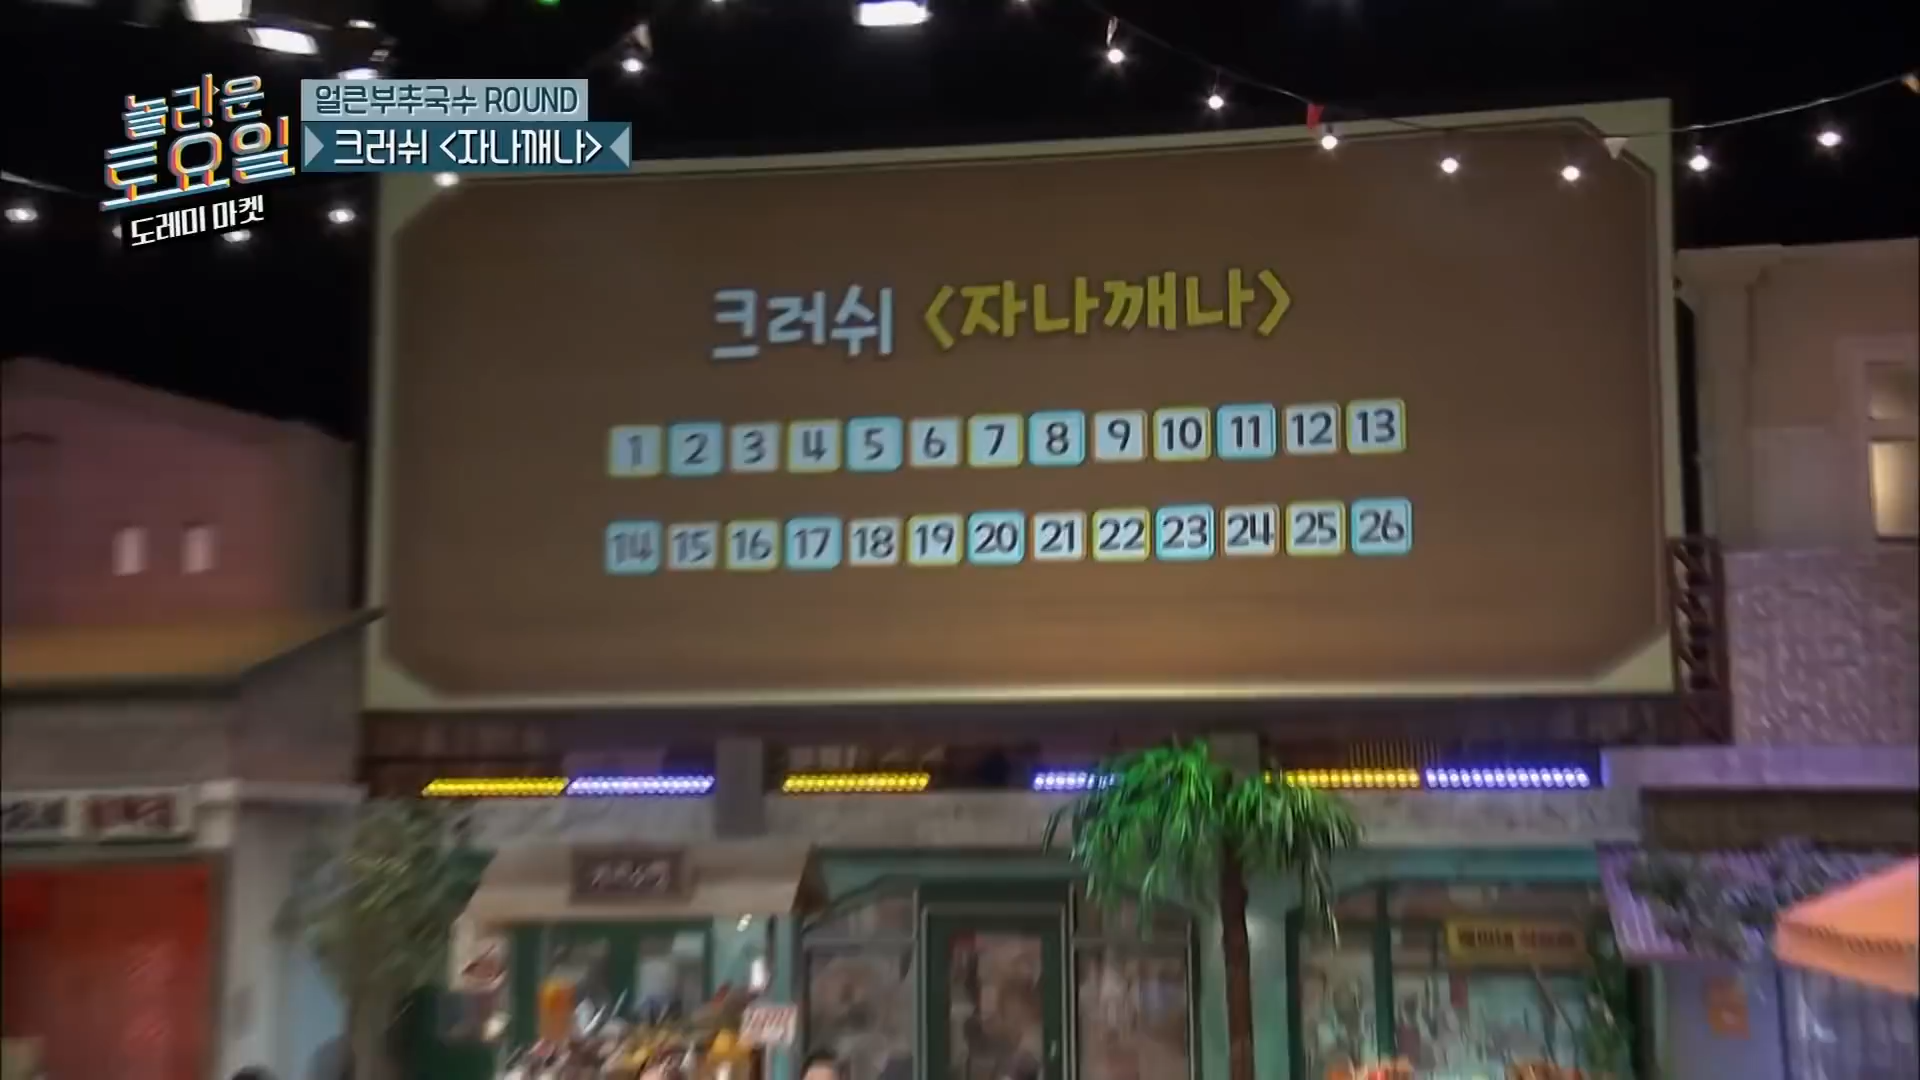 놀라운
토요일
도레미 마켓
얼큰부추국수 ROUND
크러쉬 <자나깨나>
크러쉬 <자나깨나>
1 2 3 4 5 6 7 8 9 10 11 12 13
14 15 16 17 18 19 20 21 22 23 24 25 26